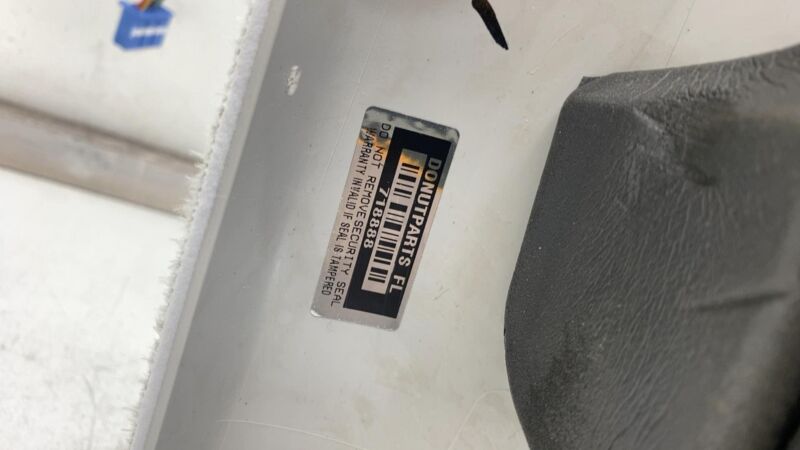 DONUTPARTS FL
718888
DO NOT REMOVE SECURITY SEAL
WARRANTY INVALID IF SEAL IS TAMPERED